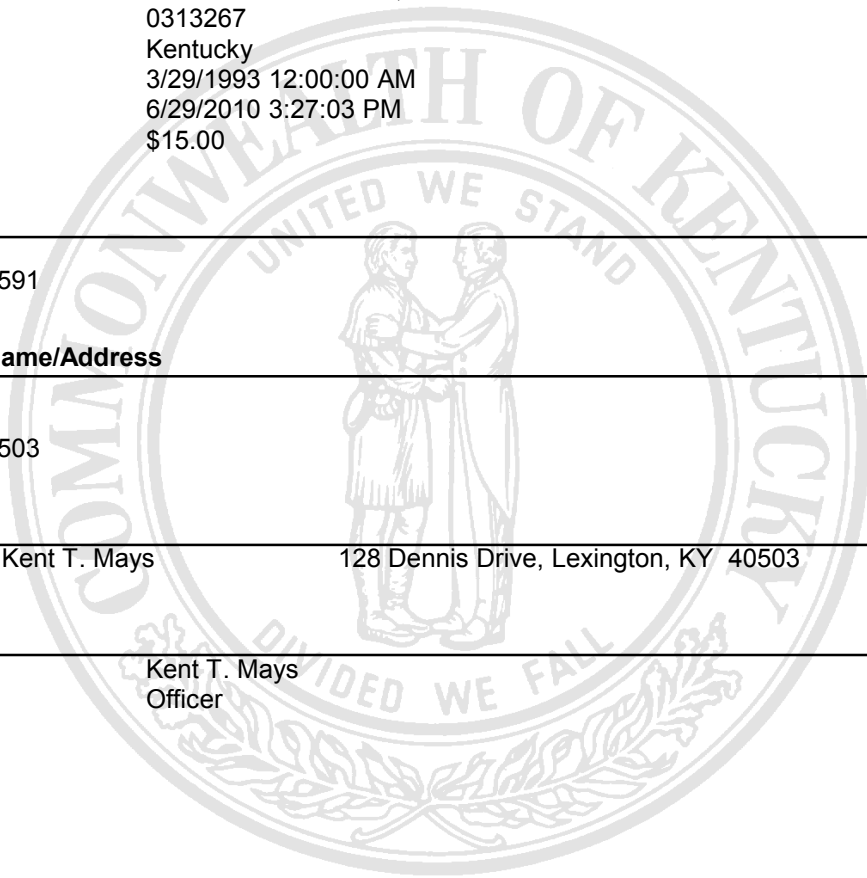 0313267
Kentucky
3/29/1993 12:00:00 AM
6/29/2010 3:27:03 PM
$15.00
COMMONWEALTH OF KENTUCKY
UNITED WE STAND
591
ame/Address
503
Kent T. Mays 128 Dennis Drive, Lexington, KY 40503
DIVIDED WE FALL
Kent T. Mays
Officer